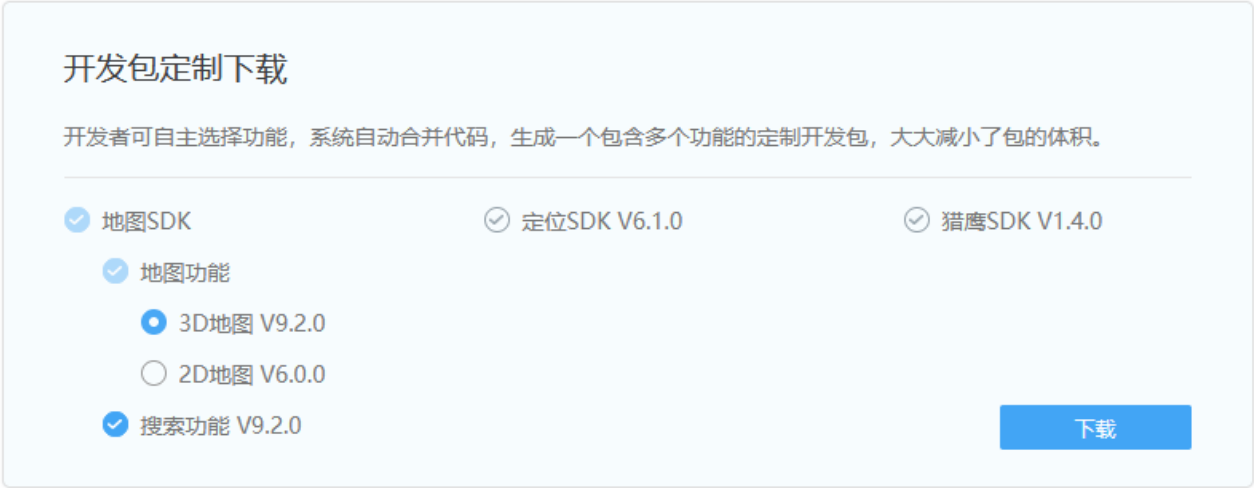 开发包定制下载
开发者可自主选择功能，系统自动合并代码，生成一个包含多个功能的定制开发包，大大减小了包的体积。
地图SDK 定位SDK V6.1.0 猎鹰SDK V1.4.0
地图功能
3D地图 V9.2.0
2D地图 V6.0.0
搜索功能 V9.2.0
下载